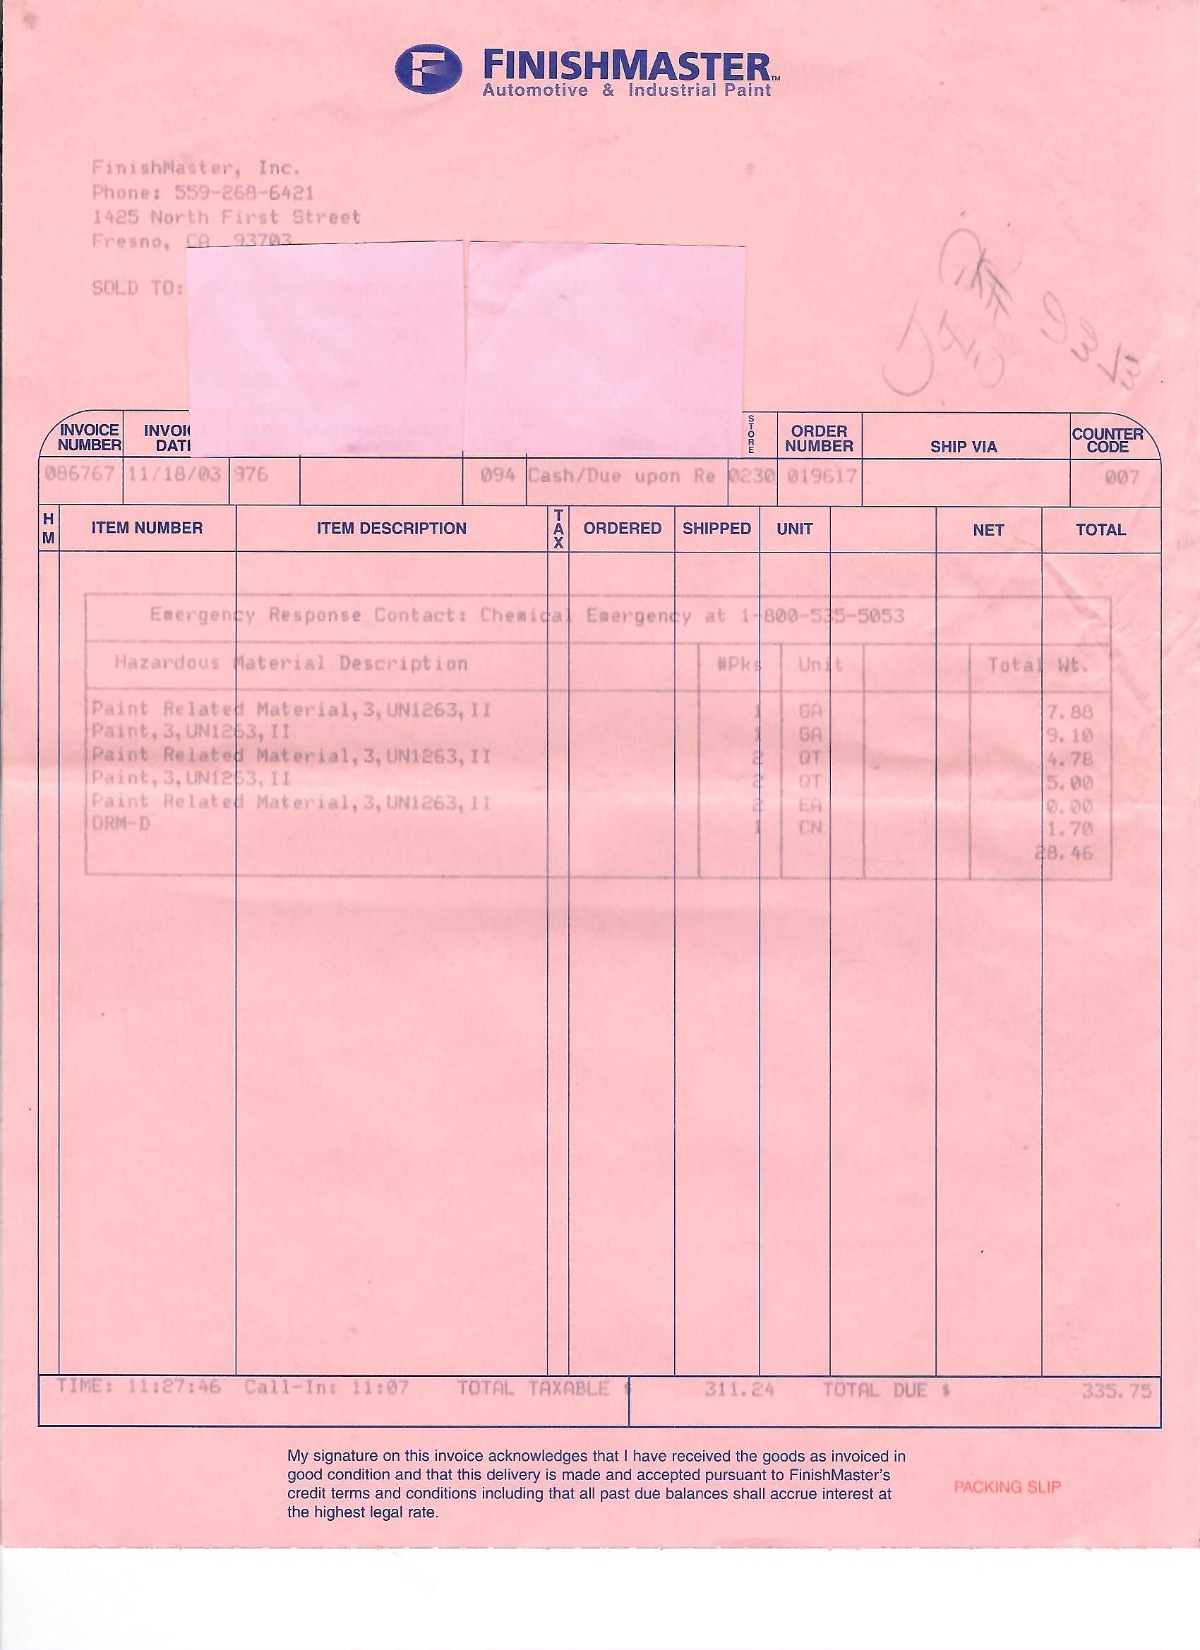 FINISHMASTER™
Automotive & Industrial Paint
FinishMaster, Inc.
Phone: 559-268-6421
1425 North First Street
Fresno, CA 93703
SOLD TO:
INVOICE NUMBER
STORE ORDER NUMBER SHIP VIA COUNTER CODE
086767 11/18/03 976 094 Cash/Due upon Re 0230 019617 007
HM ITEM NUMBER ITEM DESCRIPTION TAX ORDERED SHIPPED UNIT NET TOTAL
Emergency Response Contact: Chemical Emergency at 1-800-535-5053
Hazardous Material Description #Pks Unit Total Wt.
Paint Related Material,3,UN1263,II 1 GA 7.88
Paint,3,UN1263,II 1 GA 9.10
Paint Related Material,3,UN1263,II 2 QT 4.78
Paint,3,UN1263,II 2 QT 5.00
Paint Related Material,3,UN1263,II 2 EA 0.00
ORM-D 1 CN 1.70
28.46
TIME: 11:27:46 Call-In: 11:07 TOTAL TAXABLE $ 311.24 TOTAL DUE $ 335.75
My signature on this invoice acknowledges that I have received the goods as invoiced in
good condition and that this delivery is made and accepted pursuant to FinishMaster's
credit terms and conditions including that all past due balances shall accrue interest at
the highest legal rate.
PACKING SLIP